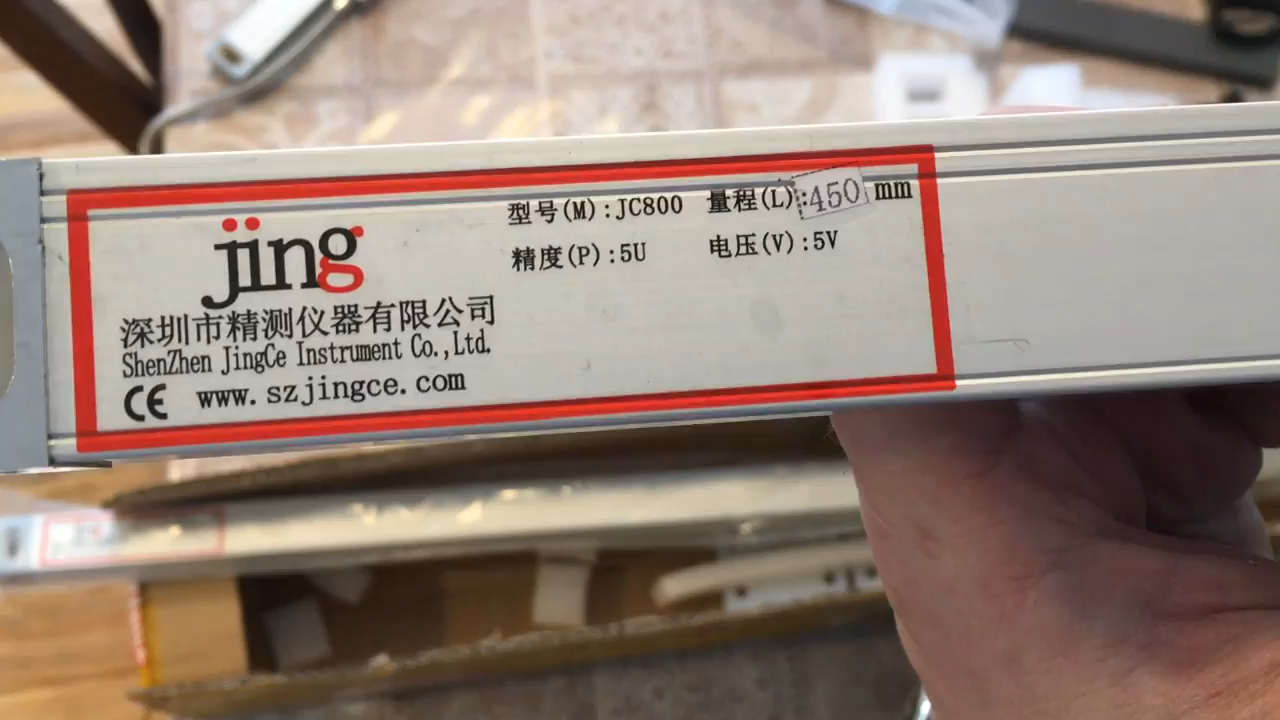 jing
深圳市精测仪器有限公司
ShenZhen JingCe Instrument Co.,Ltd.
CE www.szjingce.com
型号(M):JC800 量程(L):450 mm
精度(P):5U 电压(V):5V